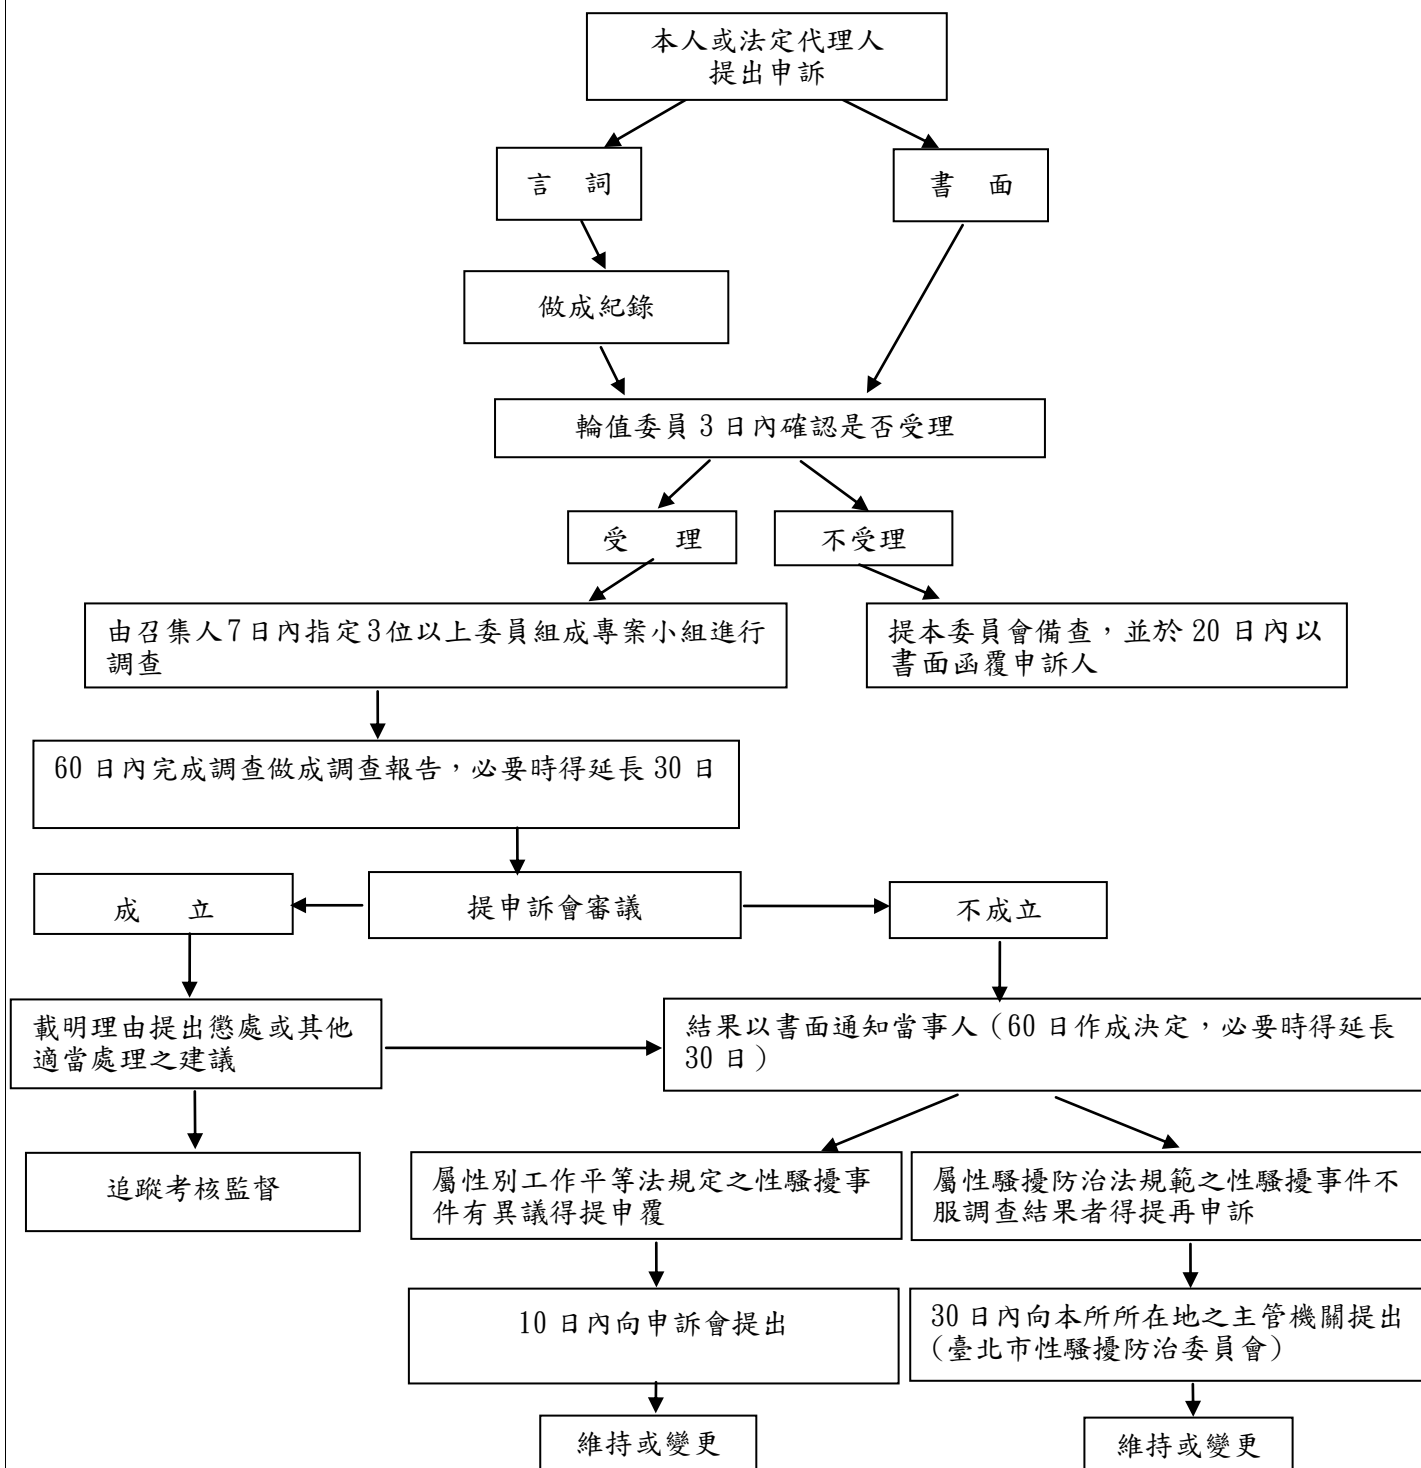 本人或法定代理人
提出申訴
言 詞
書 面
做成紀錄
輪值委員 3 日內確認是否受理
受 理
不受理
由召集人7日內指定3位以上委員組成專案小組進行
調查
提本委員會備查，並於 20 日內以
書面函覆申訴人
60 日內完成調查做成調查報告，必要時得延長 30 日
成 立
提申訴會審議
不成立
載明理由提出懲處或其他
適當處理之建議
結果以書面通知當事人（60 日作成決定，必要時得延長
30 日）
追蹤考核監督
屬性別工作平等法規定之性騷擾事
件有異議得提申覆
屬性騷擾防治法規範之性騷擾事件不
服調查結果者得提再申訴
10 日內向申訴會提出
30 日內向本所所在地之主管機關提出
（臺北市性騷擾防治委員會）
維持或變更
維持或變更